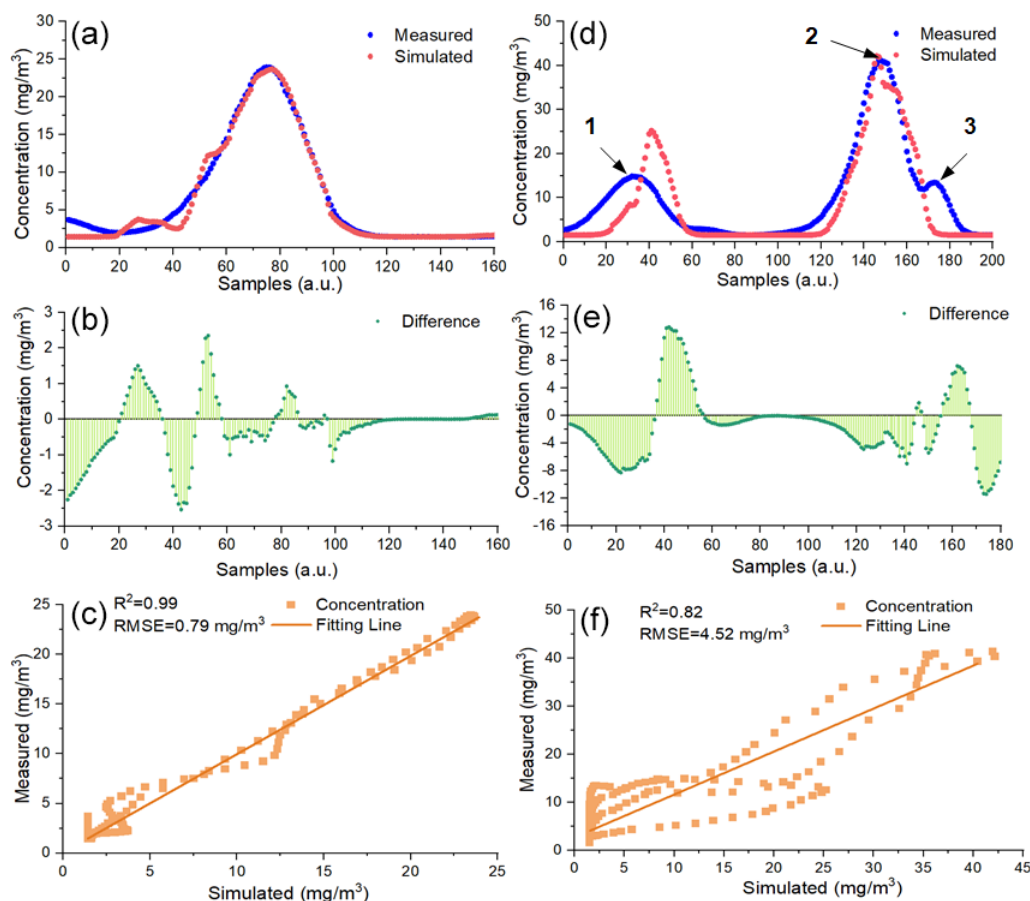 (a)
Measured
Simulated
Concentration (mg/m³)
30
25
20
15
10
5
0
0 20 40 60 80 100 120 140 160
Samples (a.u.)
(d)
Measured
Simulated
1
2
3
Concentration (mg/m³)
50
40
30
20
10
0
0 20 40 60 80 100 120 140 160 180 200
Samples (a.u.)
(b)
Difference
Concentration (mg/m³)
3
2
1
0
-1
-2
-3
0 20 40 60 80 100 120 140 160
Samples (a.u.)
(e)
Difference
Concentration (mg/m³)
16
12
8
4
0
-4
-8
-12
-16
0 20 40 60 80 100 120 140 160 180
Samples (a.u.)
(c)
R²=0.99
RMSE=0.79 mg/m³
Concentration
Fitting Line
Measured (mg/m³)
25
20
15
10
5
0
0 5 10 15 20 25
Simulated (mg/m³)
(f)
R²=0.82
RMSE=4.52 mg/m³
Concentration
Fitting Line
Measured (mg/m³)
50
40
30
20
10
0
0 5 10 15 20 25 30 35 40 45
Simulated (mg/m³)